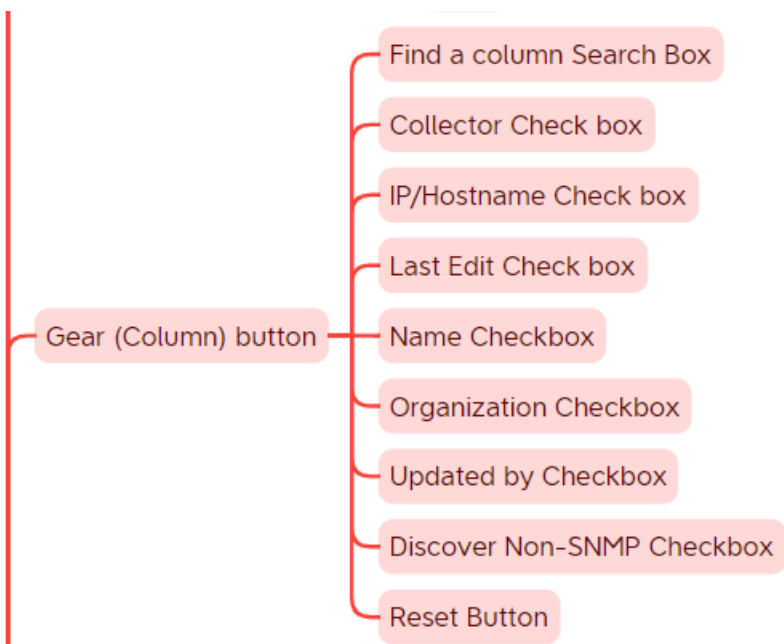 Find a column Search Box
Collector Check box
IP/Hostname Check box
Last Edit Check box
Gear (Column) button
Name Checkbox
Organization Checkbox
Updated by Checkbox
Discover Non-SNMP Checkbox
Reset Button